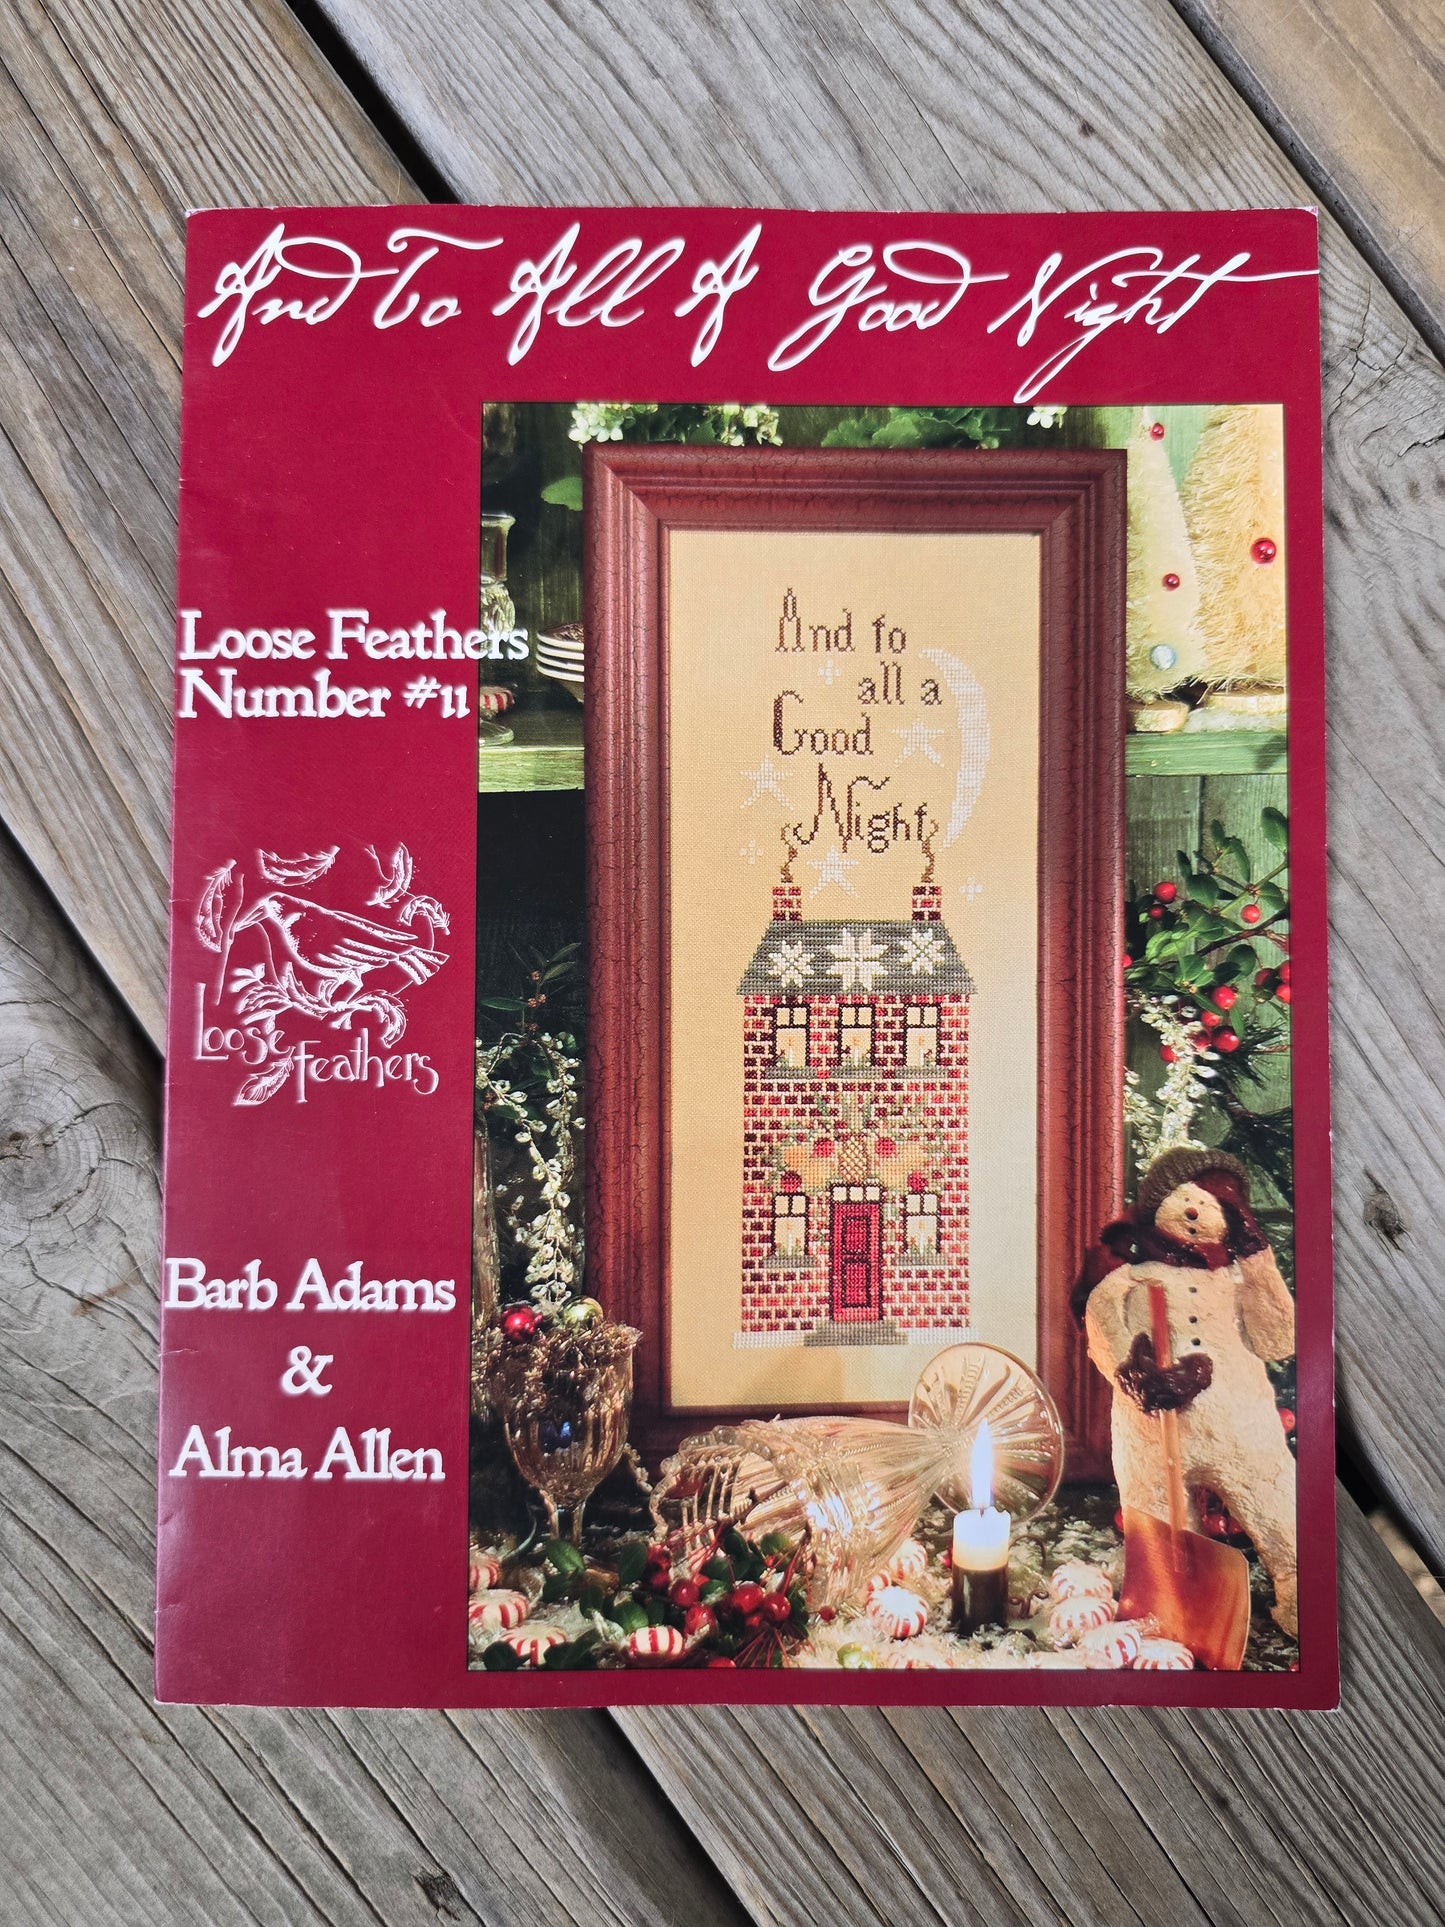 And To All A Good Night
Loose Feathers
Number #11
Loose
Feathers
Barb Adams
&
Alma Allen
And to
all a
Good
Night